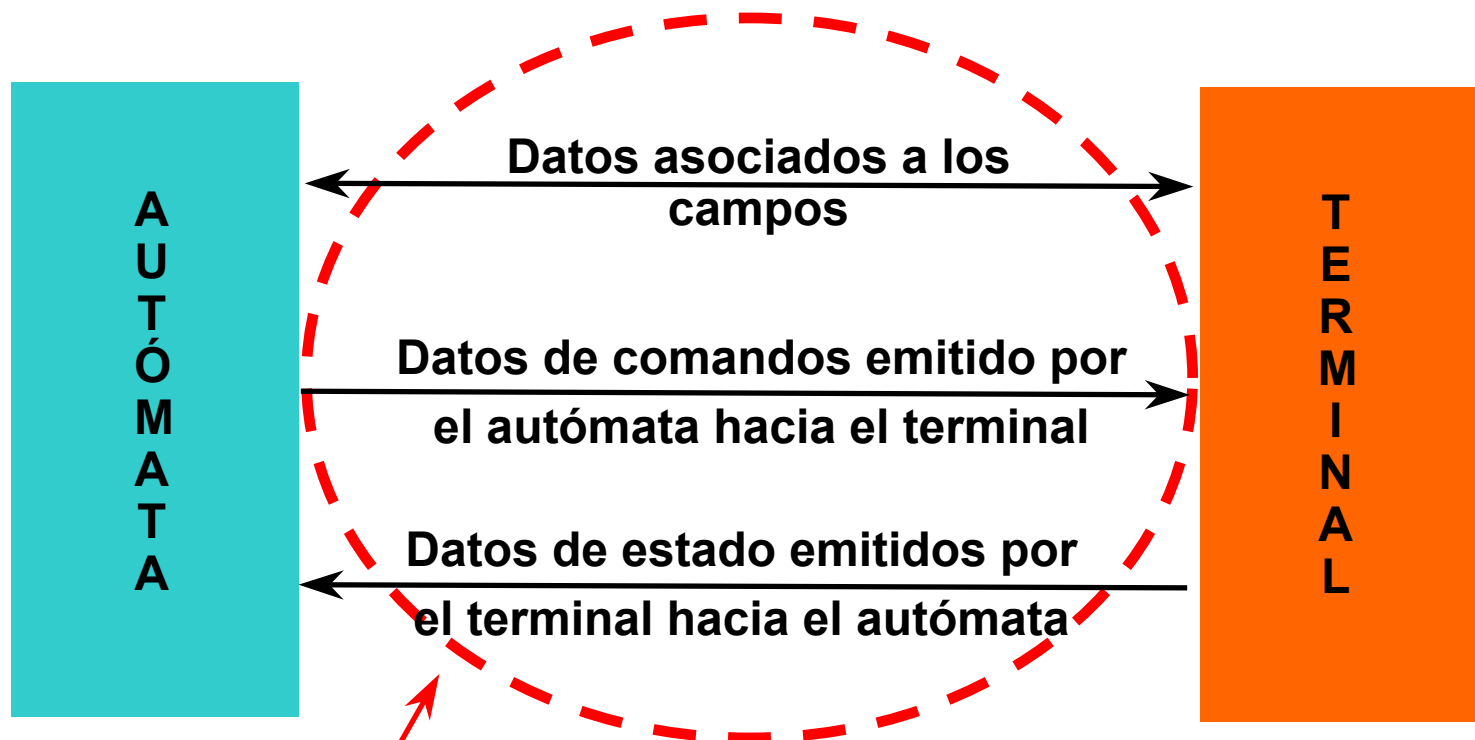 AUTÓMATA
Datos asociados a los
campos
Datos de comandos emitido por
el autómata hacia el terminal
Datos de estado emitidos por
el terminal hacia el autómata
TERMINAL